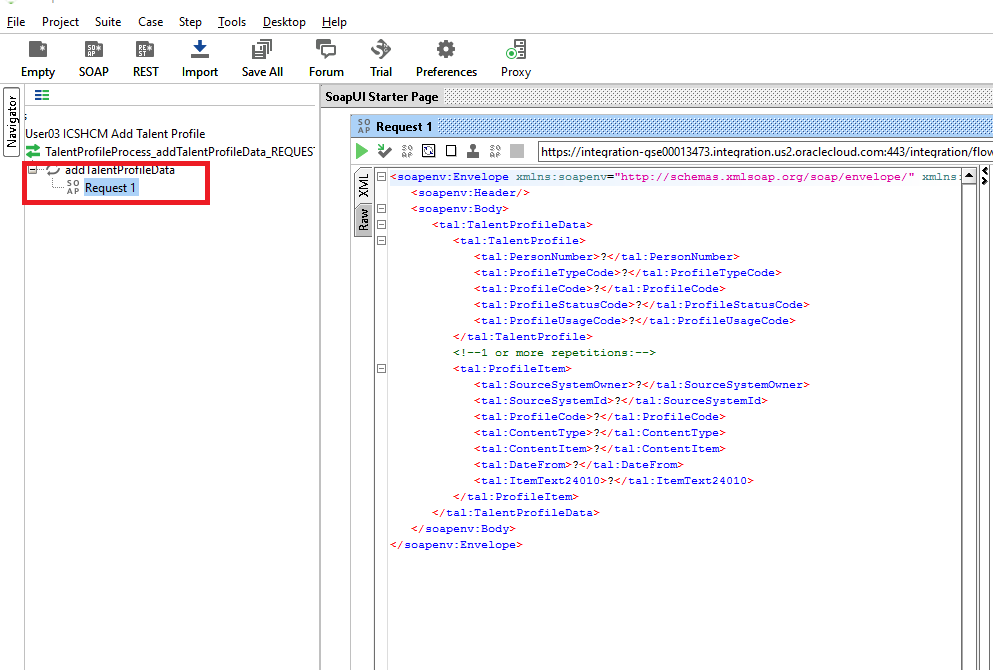 File Project Suite Case Step Tools Desktop Help
Empty SOAP REST Import Save All Forum Trial Preferences Proxy
Navigator
SoapUI Starter Page
User03 ICSHCM Add Talent Profile
TalentProfileProcess_addTalentProfileData_REQUEST
addTalentProfileData
SO AP Request 1
SO AP Request 1
https://integration-gse00013473.integration.us2.oraclecloud.com:443/integration/flow
XML
Raw
<soapenv:Envelope xmlns:soapenv="http://schemas.xmlsoap.org/soap/envelope/" xmlns:
<soapenv:Header/>
<soapenv:Body>
<tal:TalentProfileData>
<tal:TalentProfile>
<tal:PersonNumber>?</tal:PersonNumber>
<tal:ProfileTypeCode>?</tal:ProfileTypeCode>
<tal:ProfileCode>?</tal:ProfileCode>
<tal:ProfileStatusCode>?</tal:ProfileStatusCode>
<tal:ProfileUsageCode>?</tal:ProfileUsageCode>
</tal:TalentProfile>
<!--1 or more repetitions:-->
<tal:ProfileItem>
<tal:SourceSystemOwner>?</tal:SourceSystemOwner>
<tal:SourceSystemId>?</tal:SourceSystemId>
<tal:ProfileCode>?</tal:ProfileCode>
<tal:ContentType>?</tal:ContentType>
<tal:ContentItem>?</tal:ContentItem>
<tal:DateFrom>?</tal:DateFrom>
<tal:ItemText24010>?</tal:ItemText24010>
</tal:ProfileItem>
</tal:TalentProfileData>
</soapenv:Body>
</soapenv:Envelope>